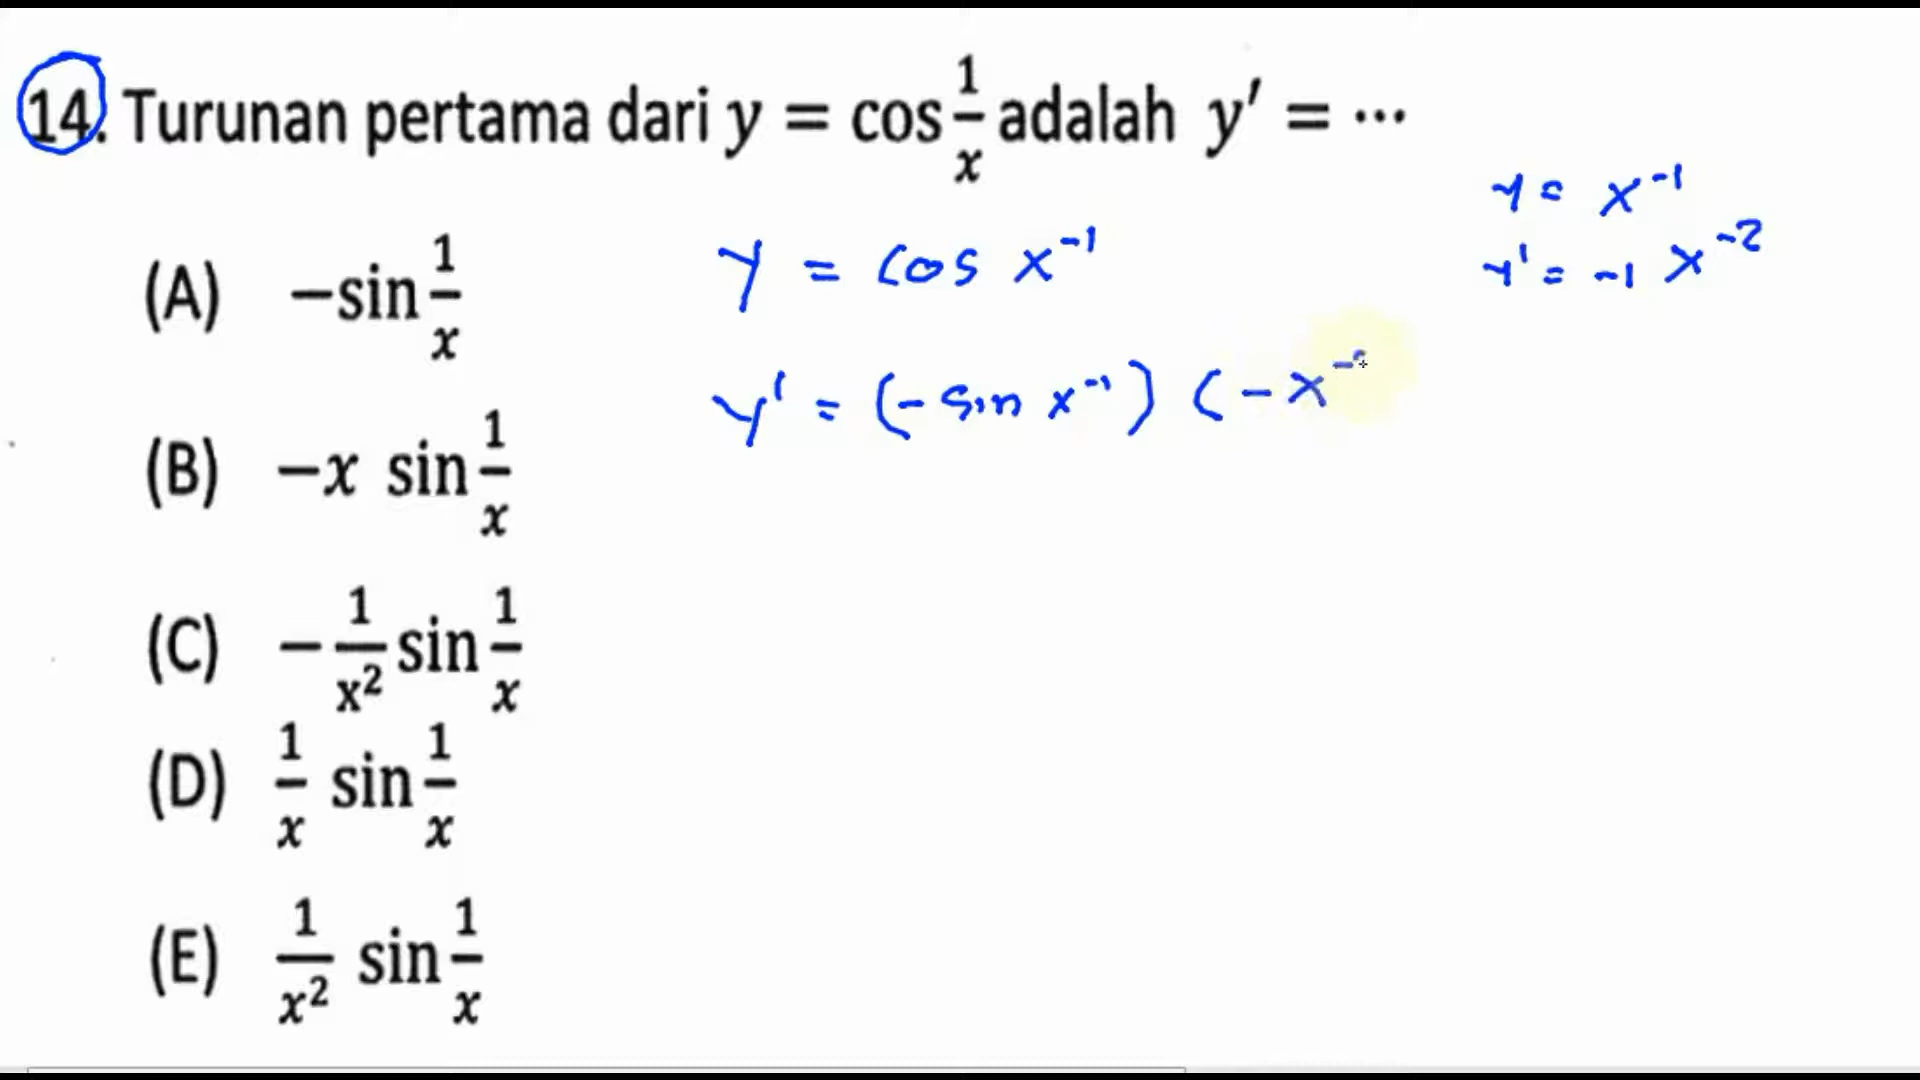 14. Turunan pertama dari y = cos 1/x adalah y' = ...
y = x⁻¹
y' = -1 x⁻²
y = cos x⁻¹
y' = (- sin x⁻¹) (- x⁻
(A) −sin 1/x
(B) −x sin 1/x
(C) −1/x² sin 1/x
(D) 1/x sin 1/x
(E) 1/x² sin 1/x